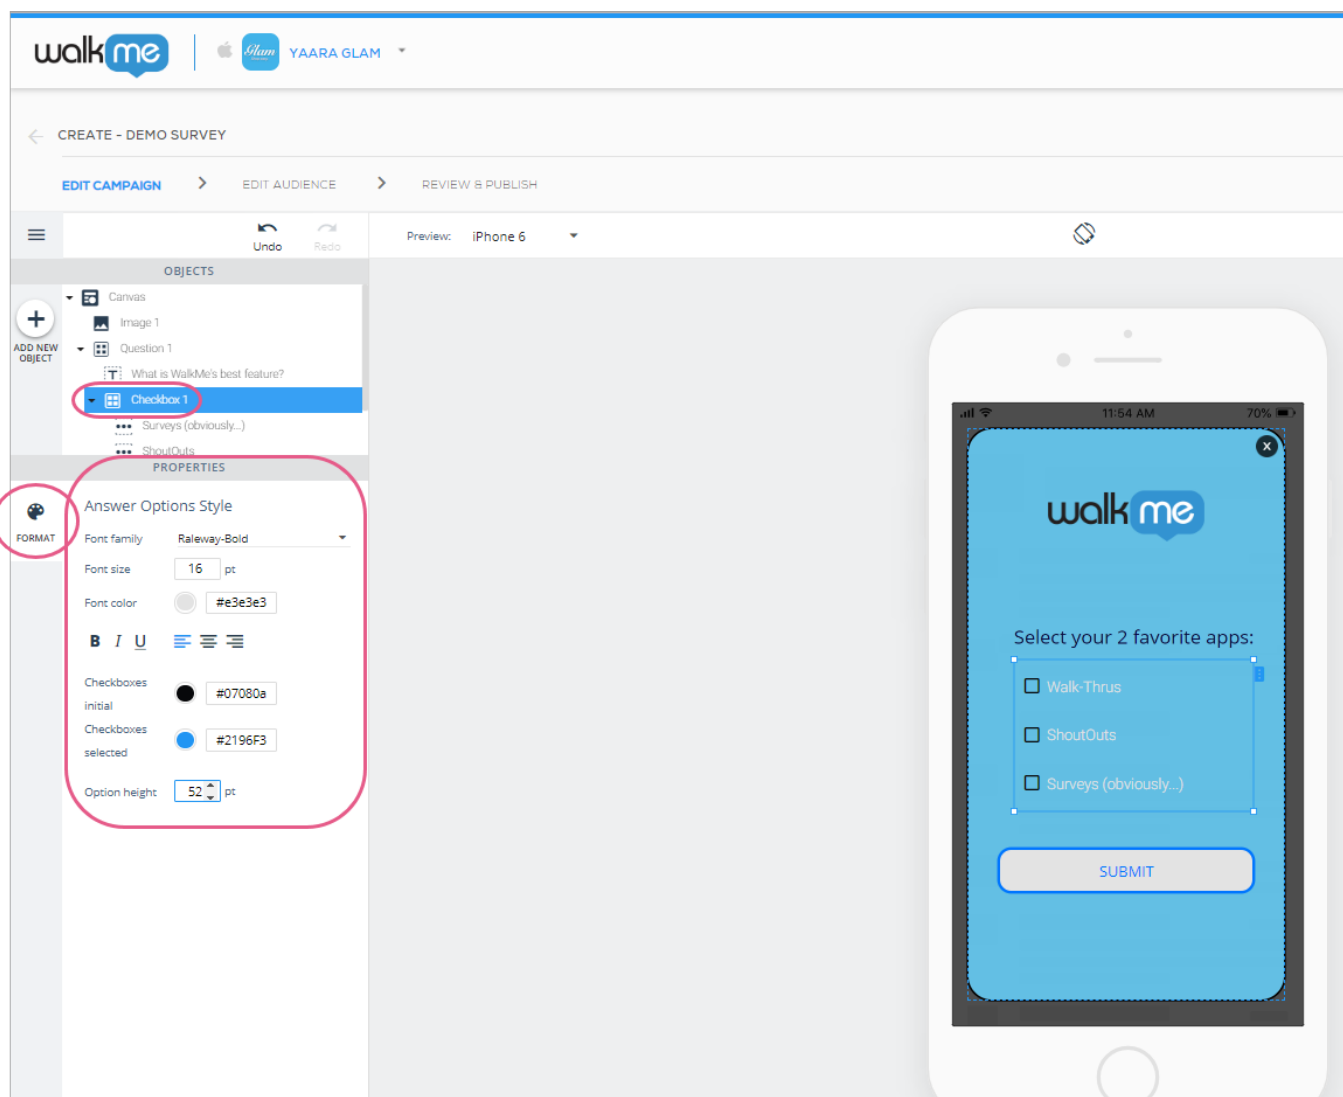 walkme
Glam
YAARA GLAM
CREATE - DEMO SURVEY
EDIT CAMPAIGN
EDIT AUDIENCE
REVIEW & PUBLISH
Undo
Redo
Preview:
iPhone 6
OBJECTS
ADD NEW
OBJECT
Canvas
Image 1
Question 1
What is WalkMe's best feature?
Checkbox 1
Surveys (obviously...)
ShoutOuts
PROPERTIES
FORMAT
Answer Options Style
Font family
Raleway-Bold
Font size
16
pt
Font color
#e3e3e3
B I U
Checkboxes
initial
#07080a
Checkboxes
selected
#2196F3
Option height
52
pt
11:54 AM
70%
X
walkme
Select your 2 favorite apps:
Walk-Thrus
ShoutOuts
Surveys (obviously...)
SUBMIT